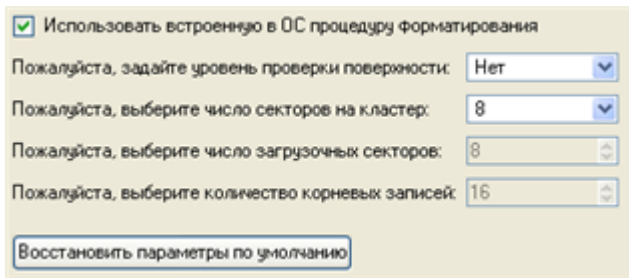 Использовать встроенную в ОС процедуру форматирования
Пожалуйста, задайте уровень проверки поверхности: Нет
Пожалуйста, выберите число секторов на кластер: 8
Пожалуйста, выберите число загрузочных секторов: 8
Пожалуйста, выберите количество корневых записей: 16
Восстановить параметры по умолчанию